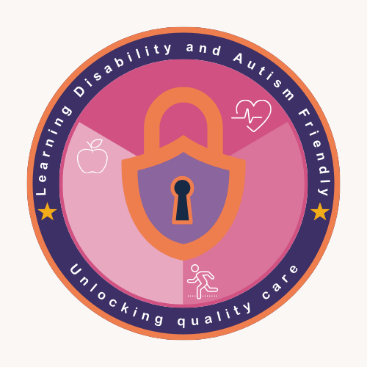 Learning Disability and Autism Friendly
Unlocking quality care